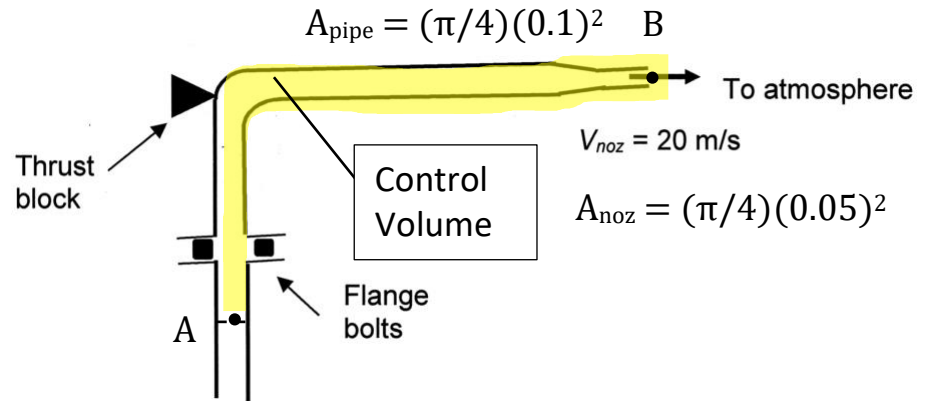 A_pipe = (π/4)(0.1)²
B
To atmosphere
Thrust
block
V_noz = 20 m/s
Control
Volume
A_noz = (π/4)(0.05)²
Flange
bolts
A